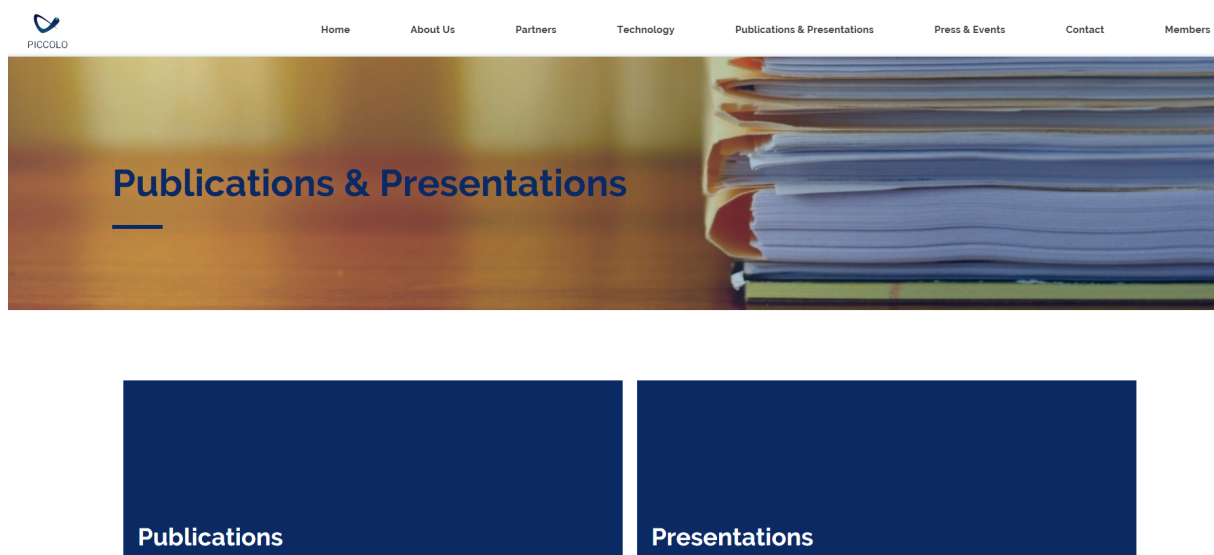 PICCOLO
Home About Us Partners Technology Publications & Presentations Press & Events Contact Members
Publications & Presentations
Publications
Presentations